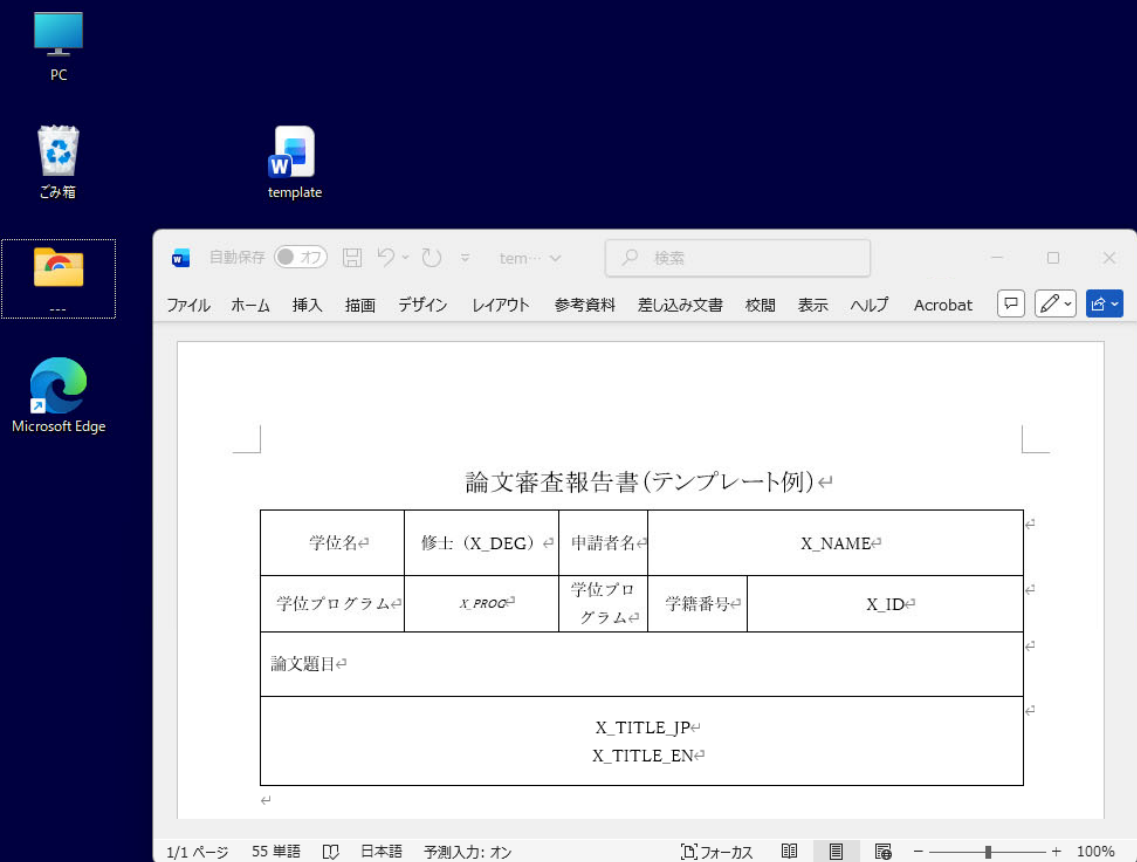 PC
ごみ箱
template
---
Microsoft Edge
自動保存 オフ tem… 検索
ファイル ホーム 挿入 描画 デザイン レイアウト 参考資料 差し込み文書 校閲 表示 ヘルプ Acrobat
論文審査報告書(テンプレート例)
学位名 修士（X_DEG） 申請者名 X_NAME
学位プログラム X_PROG 学位プロ
グラム 学籍番号 X_ID
論文題目
X_TITLE_JP
X_TITLE_EN
1/1 ページ 55 単語 日本語 予測入力: オン フォーカス 100%